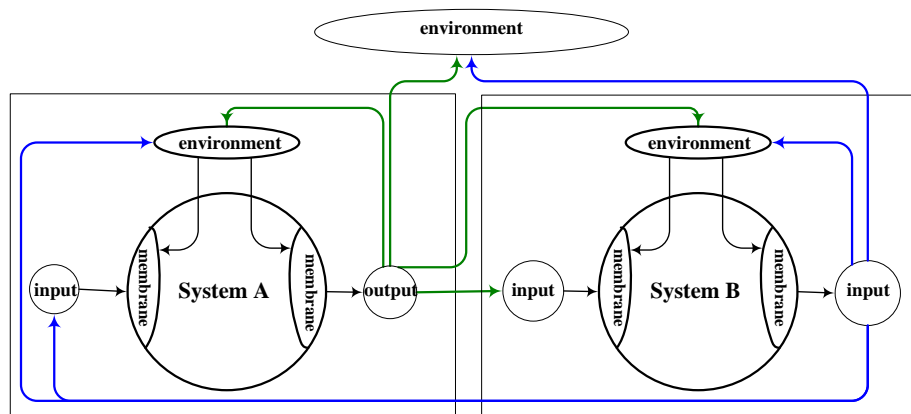 environment
environment
environment
input
membrane
System A
membrane
output
input
membrane
System B
membrane
input